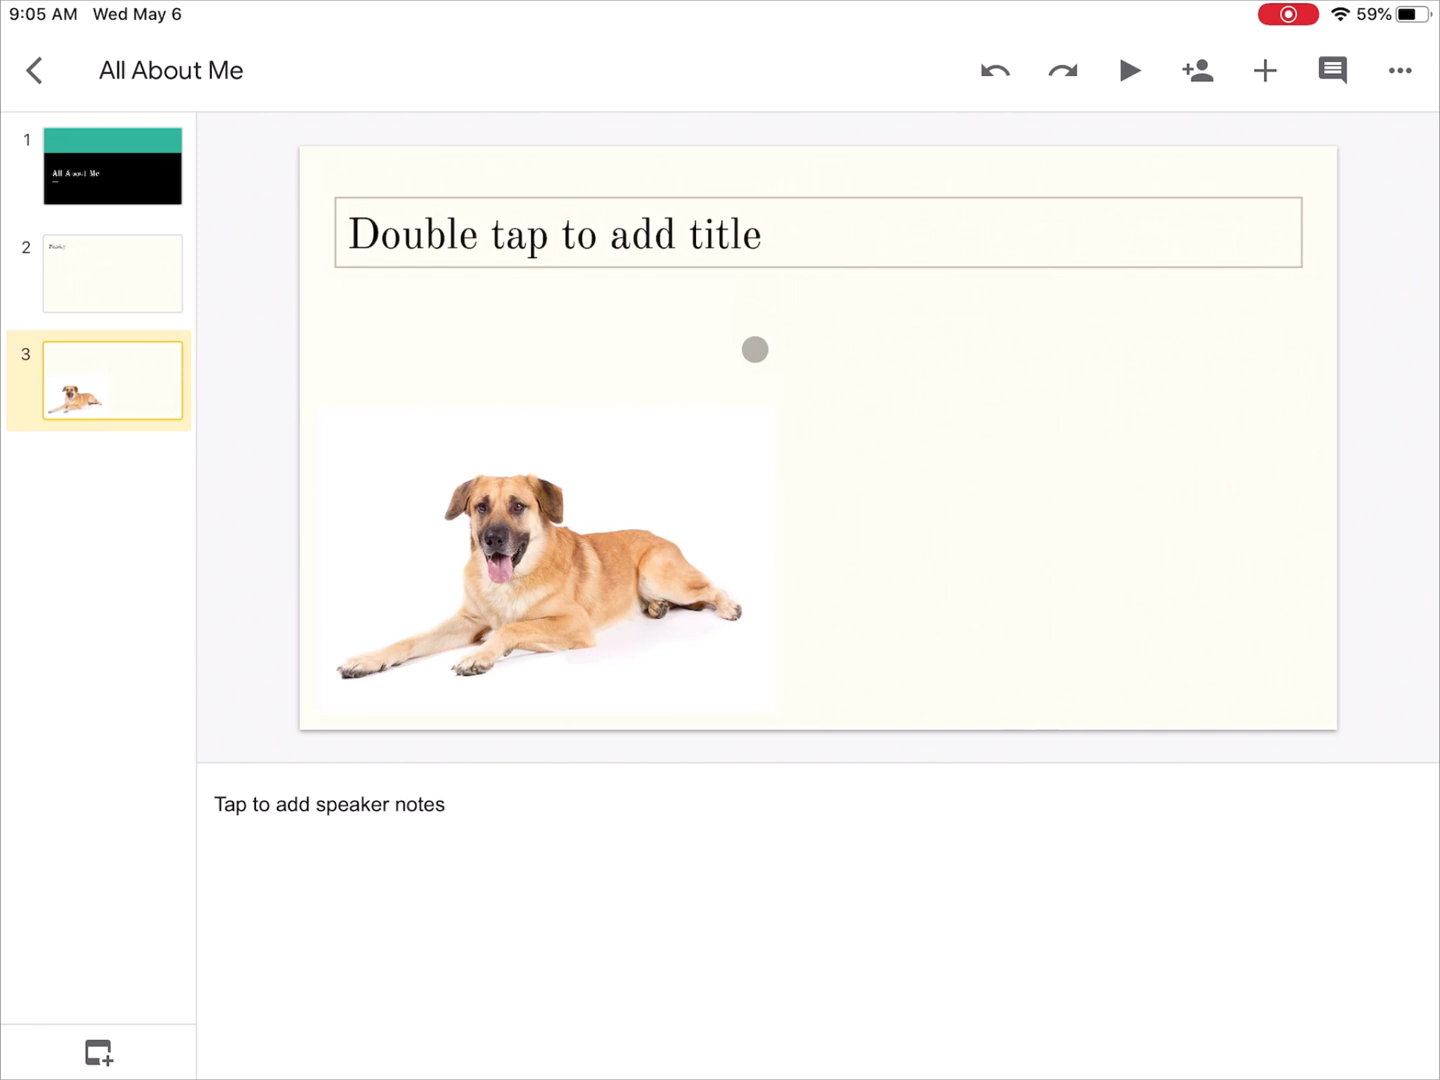 9:05 AM Wed May 6
59%
All About Me
1
All About Me
2
3
Double tap to add title
Tap to add speaker notes